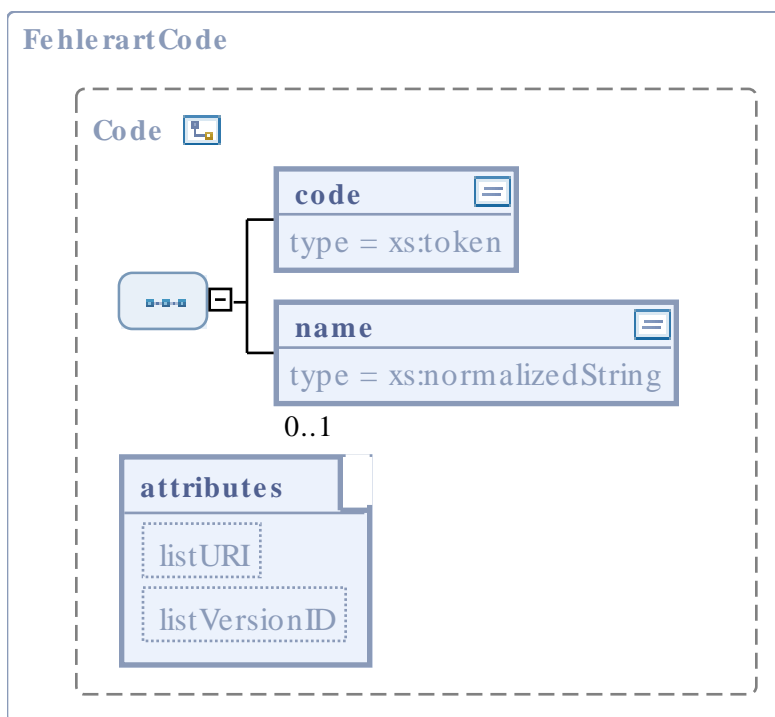 FehlerartCode
Code
code
type = xs:token
name
type = xs:normalizedString
0..1
attributes
listURI
listVersionID